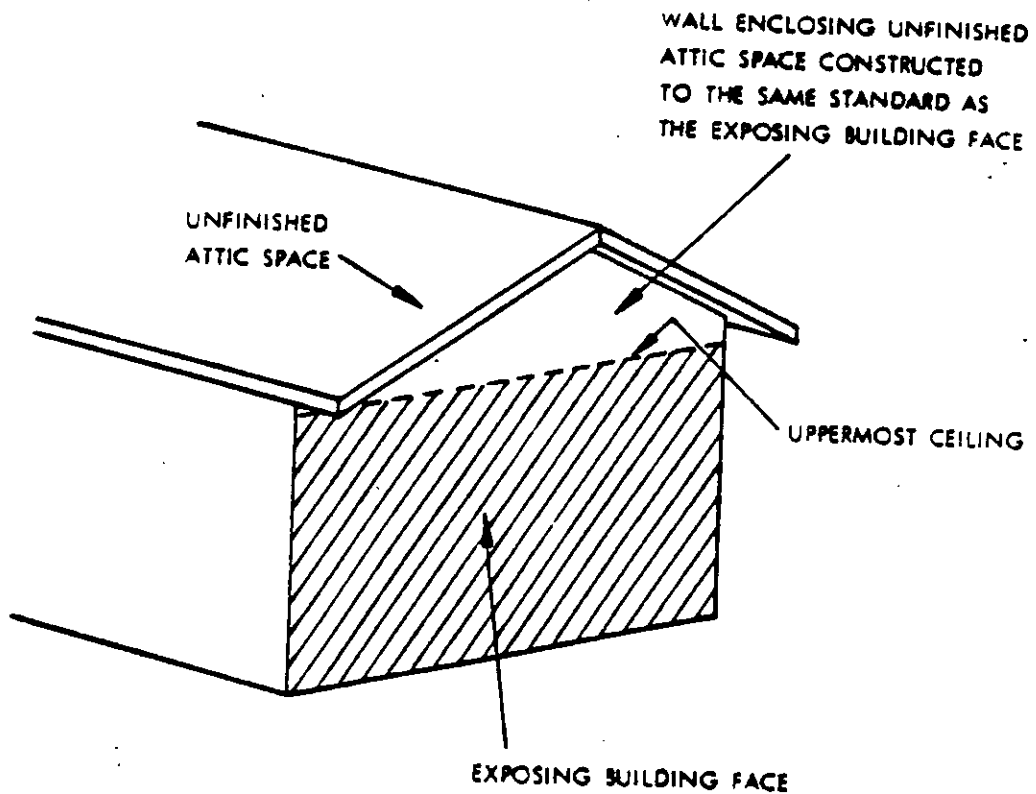 WALL ENCLOSING UNFINISHED
ATTIC SPACE CONSTRUCTED
TO THE SAME STANDARD AS
THE EXPOSING BUILDING FACE
UNFINISHED
ATTIC SPACE
UPPERMOST CEILING
EXPOSING BUILDING FACE